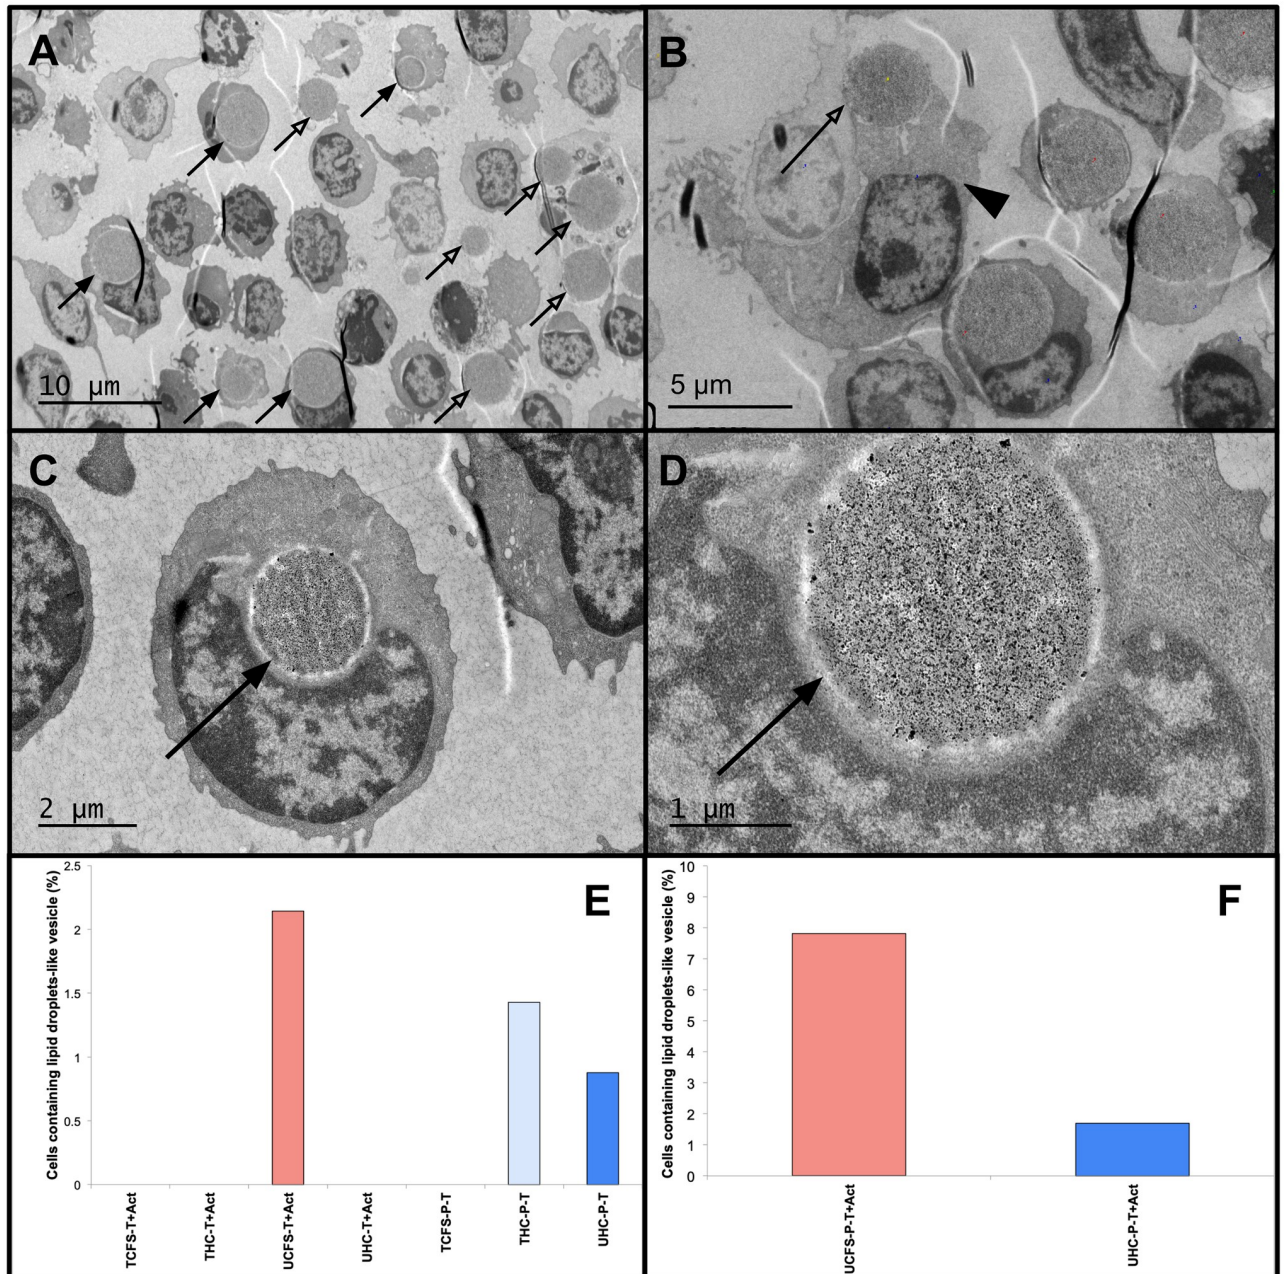 A
10 µm
B
5 µm
C
2 µm
D
1 µm
E
Cells containing lipid droplets-like vesicle (%)
2.5
2
1.5
1
0.5
0
TCFS-T+Act
THC-T+Act
UCFS-T+Act
UHC-T+Act
TCFS-P-T
THC-P-T
UHC-P-T
F
Cells containing lipid droplets-like vesicle (%)
10
9
8
7
6
5
4
3
2
1
0
UCFS-P-T+Act
UHC-P-T+Act